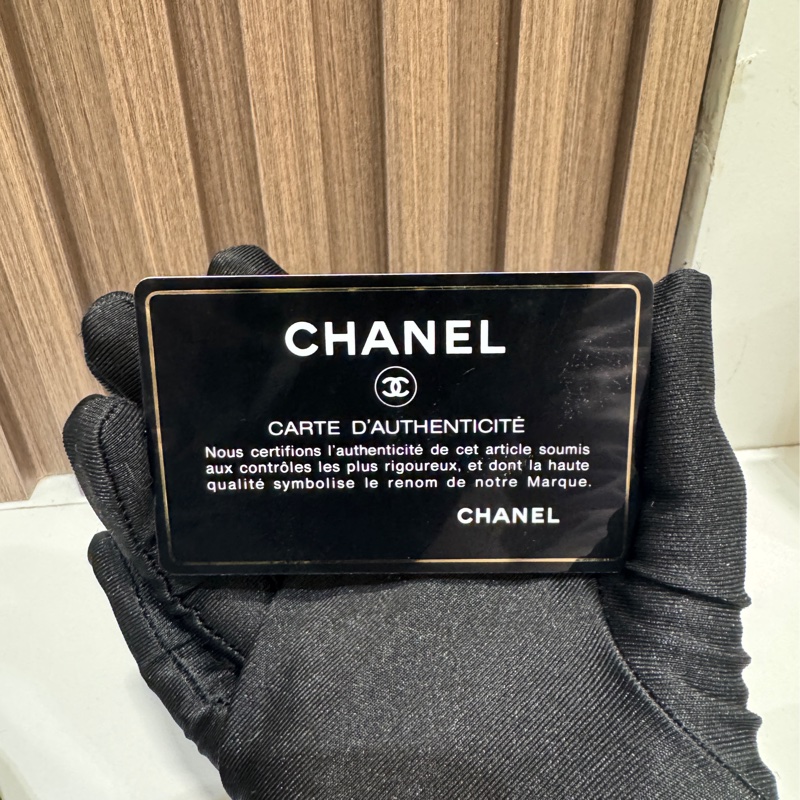 CHANEL
CARTE D'AUTHENTICITÉ
Nous certifions l'authenticité de cet article soumis
aux contrôles les plus rigoureux, et dont la haute
qualité symbolise le renom de notre Marque.
CHANEL